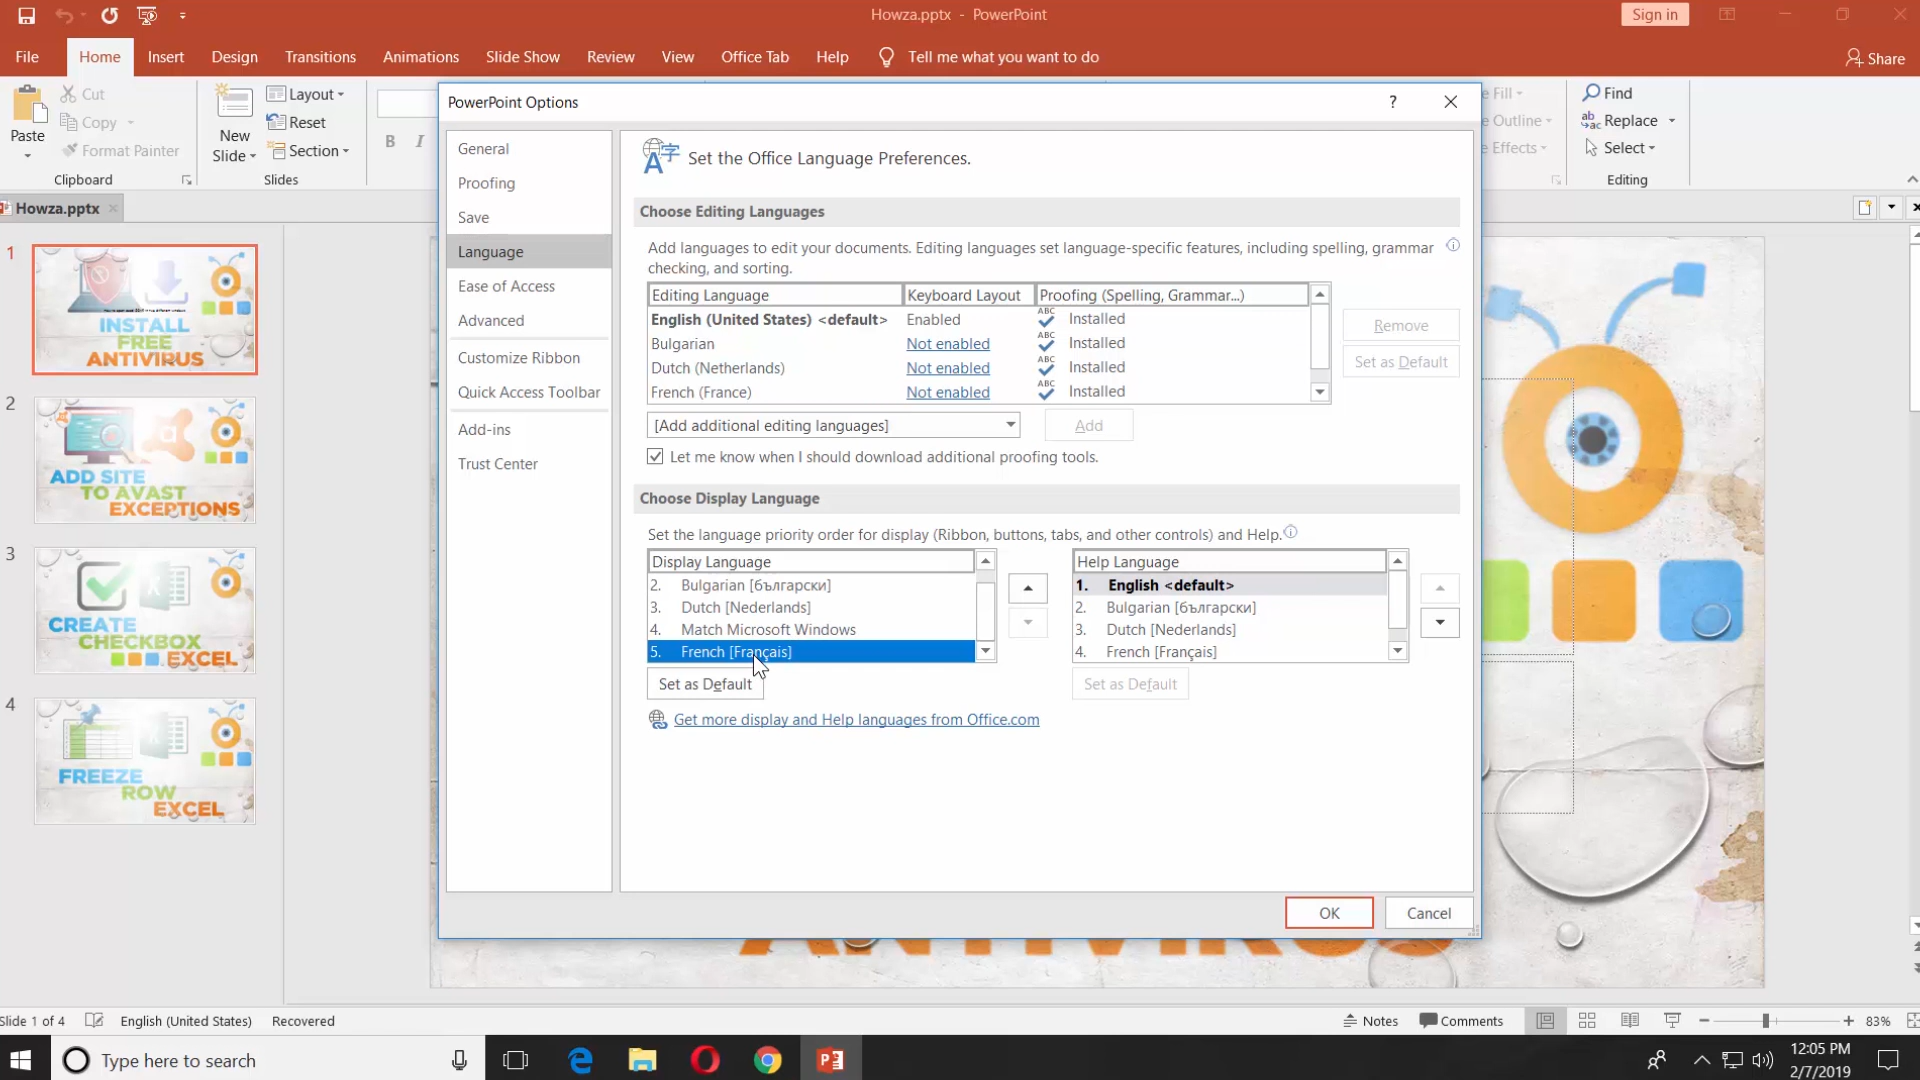 Howza.pptx - PowerPoint
Sign in
File Home Insert Design Transitions Animations Slide Show Review View Office Tab Help Tell me what you want to do
Share
Paste
Cut
Copy
Format Painter
Clipboard
New
Slide
Layout
Reset
Section
Slides
B I
Fill
Outline
Effects
Find
Replace
Select
Editing
Howza.pptx
1
INSTALL
FREE
ANTIVIRUS
2
ADD SITE
TO AVAST
EXCEPTIONS
3
CREATE
CHECKBOX
EXCEL
4
FREEZE
ROW
EXCEL
PowerPoint Options
?
General
Proofing
Save
Language
Ease of Access
Advanced
Customize Ribbon
Quick Access Toolbar
Add-ins
Trust Center
Set the Office Language Preferences.
Choose Editing Languages
Add languages to edit your documents. Editing languages set language-specific features, including spelling, grammar
checking, and sorting.
Editing Language Keyboard Layout Proofing (Spelling, Grammar...)
English (United States) <default> Enabled Installed
Bulgarian Not enabled Installed
Dutch (Netherlands) Not enabled Installed
French (France) Not enabled Installed
Remove
Set as Default
[Add additional editing languages] Add
Let me know when I should download additional proofing tools.
Choose Display Language
Set the language priority order for display (Ribbon, buttons, tabs, and other controls) and Help.
Display Language
2. Bulgarian [български]
3. Dutch [Nederlands]
4. Match Microsoft Windows
5. French [Français]
Set as Default
Help Language
1. English <default>
2. Bulgarian [български]
3. Dutch [Nederlands]
4. French [Français]
Set as Default
Get more display and Help languages from Office.com
OK Cancel
ANTIVIRUS
Slide 1 of 4 English (United States) Recovered
Notes Comments 83%
Type here to search
12:05 PM
2/7/2019